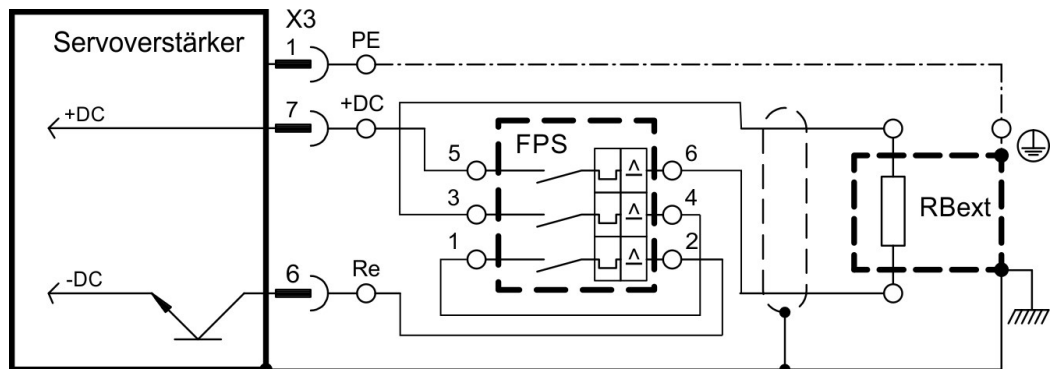 X3
Servoverstärker
1
PE
+DC
7
+DC
FPS
5
6
3
4
1
2
RBext
-DC
6
Re